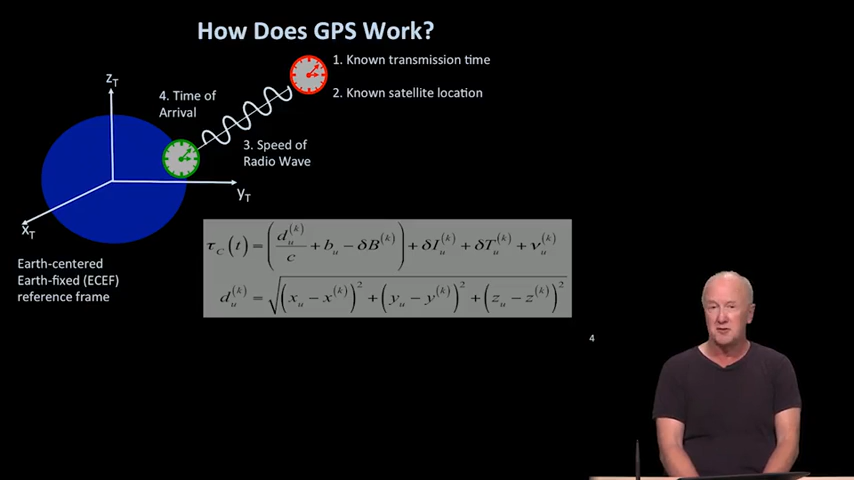 How Does GPS Work?
1. Known transmission time
2. Known satellite location
4. Time of
Arrival
3. Speed of
Radio Wave
z_T
y_T
x_T
Earth-centered
Earth-fixed (ECEF)
reference frame
τ_C(t) = (d_u^(k)/c + b_u − δB^(k)) + δI_u^(k) + δT_u^(k) + ν_u^(k)
d_u^(k) = √((x_u − x^(k))² + (y_u − y^(k))² + (z_u − z^(k))²)
4